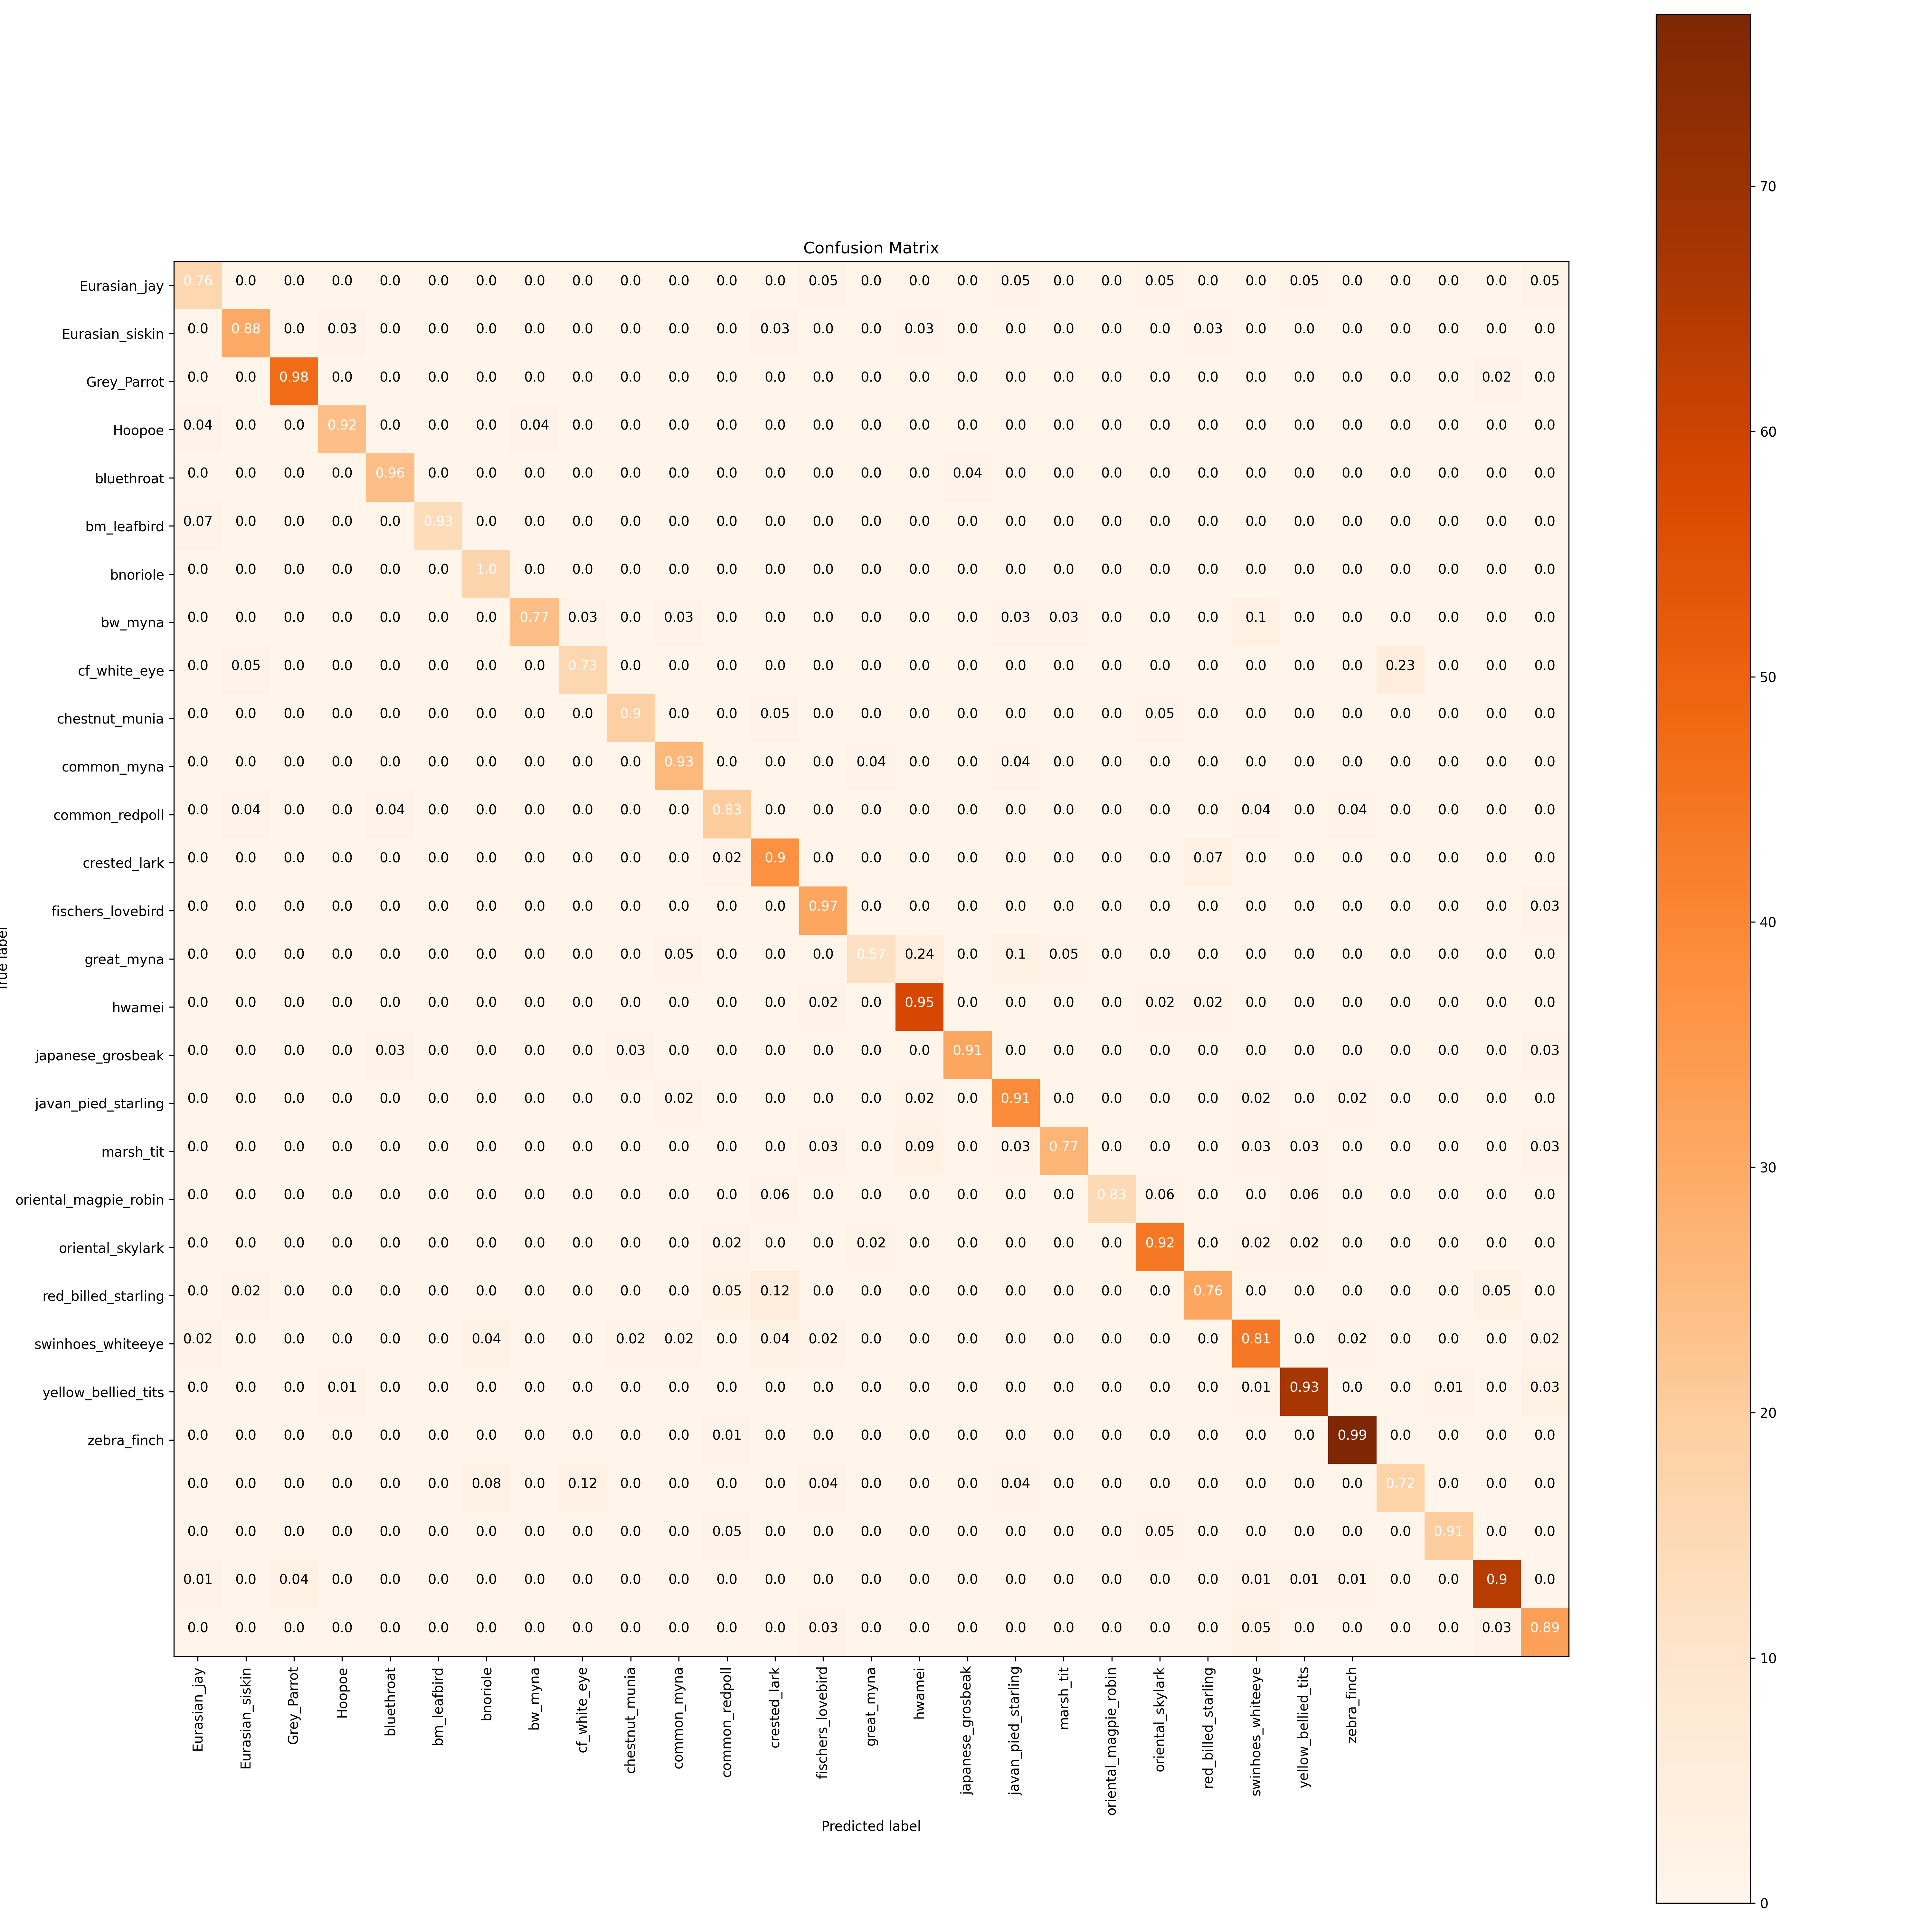 Confusion Matrix
Eurasian_jay 0.76 0.0 0.0 0.0 0.0 0.0 0.0 0.0 0.0 0.0 0.0 0.0 0.0 0.05 0.0 0.0 0.0 0.05 0.0 0.0 0.05 0.0 0.0 0.05 0.0 0.0 0.0 0.0 0.05
Eurasian_siskin 0.0 0.88 0.0 0.03 0.0 0.0 0.0 0.0 0.0 0.0 0.0 0.0 0.03 0.0 0.0 0.03 0.0 0.0 0.0 0.0 0.0 0.03 0.0 0.0 0.0 0.0 0.0 0.0 0.0
Grey_Parrot 0.0 0.0 0.98 0.0 0.0 0.0 0.0 0.0 0.0 0.0 0.0 0.0 0.0 0.0 0.0 0.0 0.0 0.0 0.0 0.0 0.0 0.0 0.0 0.0 0.0 0.0 0.0 0.02 0.0
Hoopoe 0.04 0.0 0.0 0.92 0.0 0.0 0.0 0.04 0.0 0.0 0.0 0.0 0.0 0.0 0.0 0.0 0.0 0.0 0.0 0.0 0.0 0.0 0.0 0.0 0.0 0.0 0.0 0.0 0.0
bluethroat 0.0 0.0 0.0 0.0 0.96 0.0 0.0 0.0 0.0 0.0 0.0 0.0 0.0 0.0 0.0 0.0 0.04 0.0 0.0 0.0 0.0 0.0 0.0 0.0 0.0 0.0 0.0 0.0 0.0
bm_leafbird 0.07 0.0 0.0 0.0 0.0 0.93 0.0 0.0 0.0 0.0 0.0 0.0 0.0 0.0 0.0 0.0 0.0 0.0 0.0 0.0 0.0 0.0 0.0 0.0 0.0 0.0 0.0 0.0 0.0
bnoriole 0.0 0.0 0.0 0.0 0.0 0.0 1.0 0.0 0.0 0.0 0.0 0.0 0.0 0.0 0.0 0.0 0.0 0.0 0.0 0.0 0.0 0.0 0.0 0.0 0.0 0.0 0.0 0.0 0.0
bw_myna 0.0 0.0 0.0 0.0 0.0 0.0 0.0 0.77 0.03 0.0 0.03 0.0 0.0 0.0 0.0 0.0 0.0 0.03 0.03 0.0 0.0 0.0 0.1 0.0 0.0 0.0 0.0 0.0 0.0
cf_white_eye 0.0 0.05 0.0 0.0 0.0 0.0 0.0 0.0 0.73 0.0 0.0 0.0 0.0 0.0 0.0 0.0 0.0 0.0 0.0 0.0 0.0 0.0 0.0 0.0 0.0 0.23 0.0 0.0 0.0
chestnut_munia 0.0 0.0 0.0 0.0 0.0 0.0 0.0 0.0 0.0 0.9 0.0 0.0 0.05 0.0 0.0 0.0 0.0 0.0 0.0 0.0 0.05 0.0 0.0 0.0 0.0 0.0 0.0 0.0 0.0
common_myna 0.0 0.0 0.0 0.0 0.0 0.0 0.0 0.0 0.0 0.0 0.93 0.0 0.0 0.0 0.04 0.0 0.0 0.04 0.0 0.0 0.0 0.0 0.0 0.0 0.0 0.0 0.0 0.0 0.0
common_redpoll 0.0 0.04 0.0 0.0 0.04 0.0 0.0 0.0 0.0 0.0 0.0 0.83 0.0 0.0 0.0 0.0 0.0 0.0 0.0 0.0 0.0 0.0 0.04 0.0 0.04 0.0 0.0 0.0 0.0
crested_lark 0.0 0.0 0.0 0.0 0.0 0.0 0.0 0.0 0.0 0.0 0.0 0.02 0.9 0.0 0.0 0.0 0.0 0.0 0.0 0.0 0.0 0.07 0.0 0.0 0.0 0.0 0.0 0.0 0.0
fischers_lovebird 0.0 0.0 0.0 0.0 0.0 0.0 0.0 0.0 0.0 0.0 0.0 0.0 0.0 0.97 0.0 0.0 0.0 0.0 0.0 0.0 0.0 0.0 0.0 0.0 0.0 0.0 0.0 0.0 0.03
great_myna 0.0 0.0 0.0 0.0 0.0 0.0 0.0 0.0 0.0 0.0 0.05 0.0 0.0 0.0 0.57 0.24 0.0 0.1 0.05 0.0 0.0 0.0 0.0 0.0 0.0 0.0 0.0 0.0 0.0
hwamei 0.0 0.0 0.0 0.0 0.0 0.0 0.0 0.0 0.0 0.0 0.0 0.0 0.0 0.02 0.0 0.95 0.0 0.0 0.0 0.0 0.02 0.02 0.0 0.0 0.0 0.0 0.0 0.0 0.0
japanese_grosbeak 0.0 0.0 0.0 0.0 0.03 0.0 0.0 0.0 0.0 0.03 0.0 0.0 0.0 0.0 0.0 0.0 0.91 0.0 0.0 0.0 0.0 0.0 0.0 0.0 0.0 0.0 0.0 0.0 0.03
javan_pied_starling 0.0 0.0 0.0 0.0 0.0 0.0 0.0 0.0 0.0 0.0 0.02 0.0 0.0 0.0 0.0 0.02 0.0 0.91 0.0 0.0 0.0 0.0 0.02 0.0 0.02 0.0 0.0 0.0 0.0
marsh_tit 0.0 0.0 0.0 0.0 0.0 0.0 0.0 0.0 0.0 0.0 0.0 0.0 0.0 0.03 0.0 0.09 0.0 0.03 0.77 0.0 0.0 0.0 0.03 0.03 0.0 0.0 0.0 0.0 0.03
oriental_magpie_robin 0.0 0.0 0.0 0.0 0.0 0.0 0.0 0.0 0.0 0.0 0.0 0.0 0.06 0.0 0.0 0.0 0.0 0.0 0.0 0.83 0.06 0.0 0.0 0.06 0.0 0.0 0.0 0.0 0.0
oriental_skylark 0.0 0.0 0.0 0.0 0.0 0.0 0.0 0.0 0.0 0.0 0.0 0.02 0.0 0.0 0.02 0.0 0.0 0.0 0.0 0.0 0.92 0.0 0.02 0.02 0.0 0.0 0.0 0.0 0.0
red_billed_starling 0.0 0.02 0.0 0.0 0.0 0.0 0.0 0.0 0.0 0.0 0.0 0.05 0.12 0.0 0.0 0.0 0.0 0.0 0.0 0.0 0.0 0.76 0.0 0.0 0.0 0.0 0.0 0.05 0.0
swinhoes_whiteeye 0.02 0.0 0.0 0.0 0.0 0.0 0.04 0.0 0.0 0.02 0.02 0.0 0.04 0.02 0.0 0.0 0.0 0.0 0.0 0.0 0.0 0.0 0.81 0.0 0.02 0.0 0.0 0.0 0.02
yellow_bellied_tits 0.0 0.0 0.0 0.01 0.0 0.0 0.0 0.0 0.0 0.0 0.0 0.0 0.0 0.0 0.0 0.0 0.0 0.0 0.0 0.0 0.0 0.0 0.01 0.93 0.0 0.0 0.01 0.0 0.03
zebra_finch 0.0 0.0 0.0 0.0 0.0 0.0 0.0 0.0 0.0 0.0 0.0 0.01 0.0 0.0 0.0 0.0 0.0 0.0 0.0 0.0 0.0 0.0 0.0 0.0 0.99 0.0 0.0 0.0 0.0
0.0 0.0 0.0 0.0 0.0 0.0 0.08 0.0 0.12 0.0 0.0 0.0 0.0 0.04 0.0 0.0 0.0 0.04 0.0 0.0 0.0 0.0 0.0 0.0 0.0 0.72 0.0 0.0 0.0
0.0 0.0 0.0 0.0 0.0 0.0 0.0 0.0 0.0 0.0 0.0 0.05 0.0 0.0 0.0 0.0 0.0 0.0 0.0 0.0 0.05 0.0 0.0 0.0 0.0 0.0 0.91 0.0 0.0
0.01 0.0 0.04 0.0 0.0 0.0 0.0 0.0 0.0 0.0 0.0 0.0 0.0 0.0 0.0 0.0 0.0 0.0 0.0 0.0 0.0 0.0 0.01 0.01 0.01 0.0 0.0 0.9 0.0
0.0 0.0 0.0 0.0 0.0 0.0 0.0 0.0 0.0 0.0 0.0 0.0 0.0 0.03 0.0 0.0 0.0 0.0 0.0 0.0 0.0 0.0 0.05 0.0 0.0 0.0 0.0 0.03 0.89
Eurasian_jay
Eurasian_siskin
Grey_Parrot
Hoopoe
bluethroat
bm_leafbird
bnoriole
bw_myna
cf_white_eye
chestnut_munia
common_myna
common_redpoll
crested_lark
fischers_lovebird
great_myna
hwamei
japanese_grosbeak
javan_pied_starling
marsh_tit
oriental_magpie_robin
oriental_skylark
red_billed_starling
swinhoes_whiteeye
yellow_bellied_tits
zebra_finch
Predicted label
True label
70
60
50
40
30
20
10
0